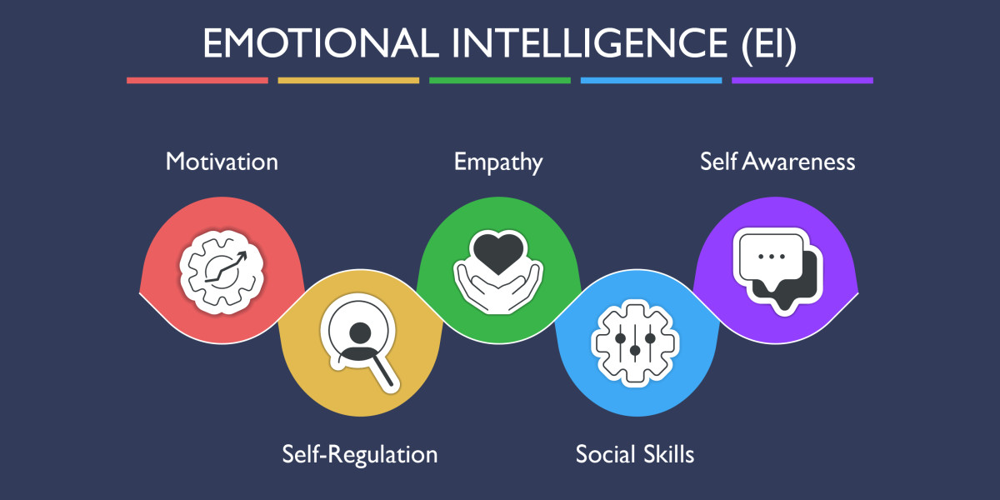 EMOTIONAL INTELLIGENCE (EI)
Motivation
Empathy
Self Awareness
Self-Regulation
Social Skills